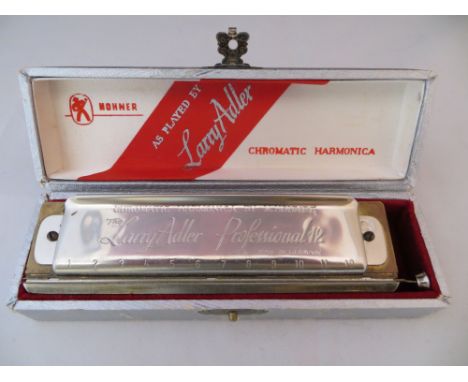 HOHNER
AS PLAYED BY
Larry Adler
CHROMATIC HARMONICA
The Larry Adler Professional 12
1 2 3 4 5 6 7 8 9 10 11 12